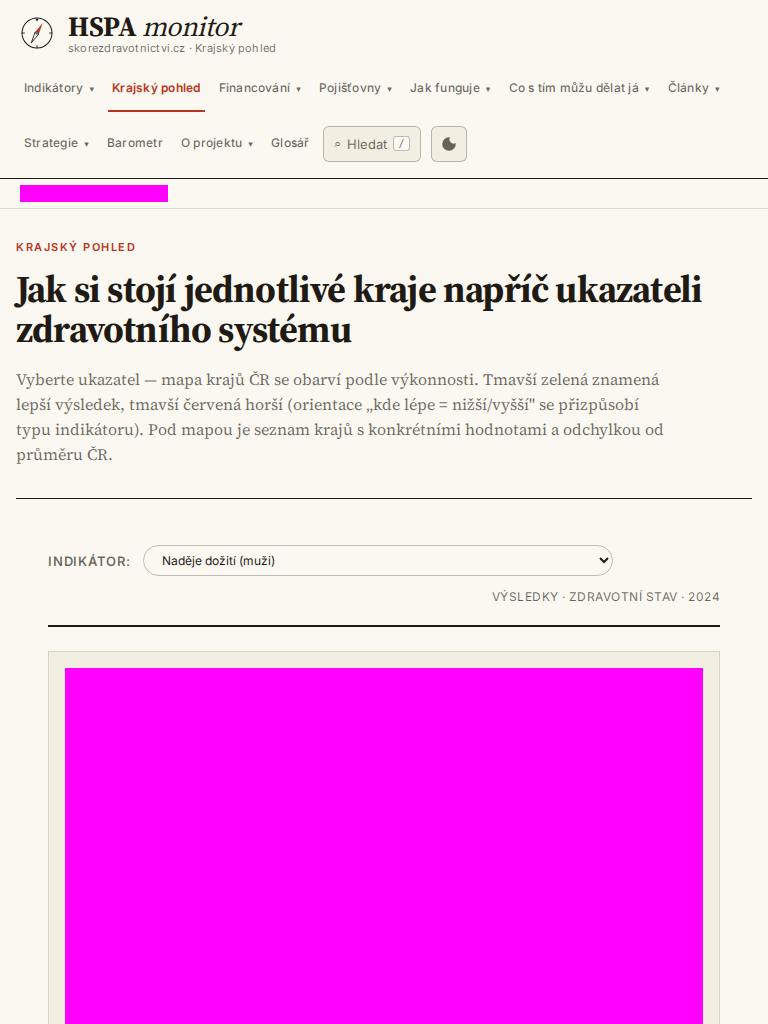 HSPA monitor
skorezdravotnictvi.cz · Krajský pohled
Indikátory ▾ Krajský pohled Financování ▾ Pojišťovny ▾ Jak funguje ▾ Co s tím můžu dělat já ▾ Články ▾
Strategie ▾ Barometr O projektu ▾ Glosář ⌕ Hledat /
KRAJSKÝ POHLED
Jak si stojí jednotlivé kraje napříč ukazateli
zdravotního systému
Vyberte ukazatel — mapa krajů ČR se obarví podle výkonnosti. Tmavší zelená znamená
lepší výsledek, tmavší červená horší (orientace „kde lépe = nižší/vyšší" se přizpůsobí
typu indikátoru). Pod mapou je seznam krajů s konkrétními hodnotami a odchylkou od
průměru ČR.
INDIKÁTOR: Naděje dožití (muži)
VÝSLEDKY · ZDRAVOTNÍ STAV · 2024